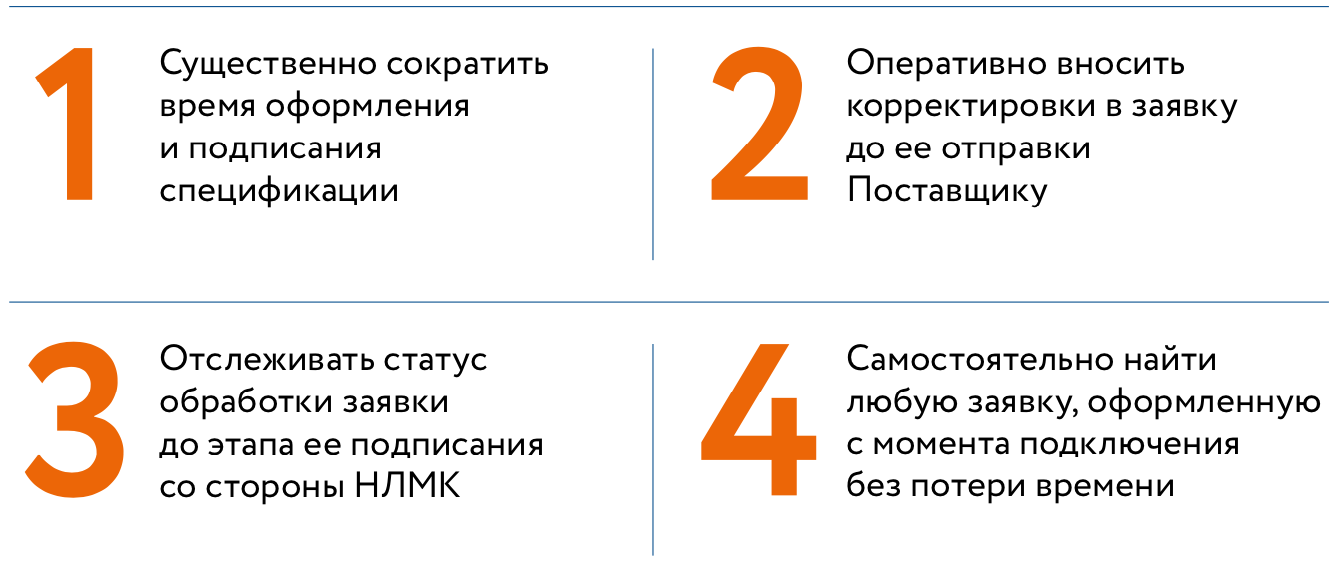 1
Существенно сократить
время оформления
и подписания
спецификации
2
Оперативно вносить
корректировки в заявку
до ее отправки
Поставщику
3
Отслеживать статус
обработки заявки
до этапа ее подписания
со стороны НЛМК
4
Самостоятельно найти
любую заявку, оформленную
с момента подключения
без потери времени